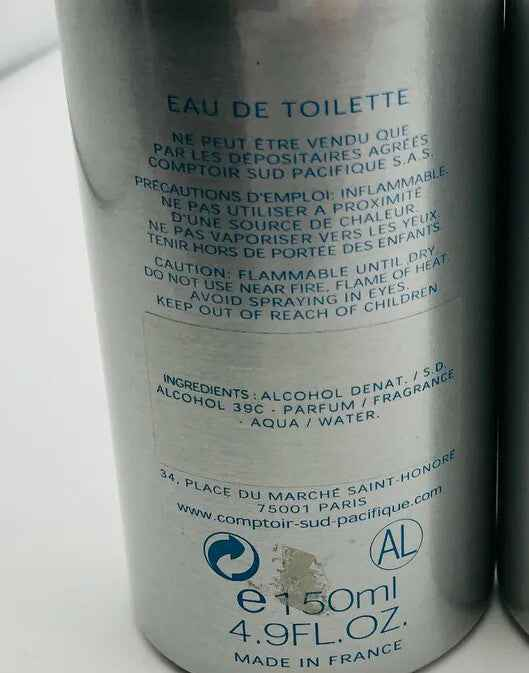 EAU DE TOILETTE
NE PEUT ÊTRE VENDU QUE
PAR LES DÉPOSITAIRES AGRÉÉS
COMPTOIR SUD PACIFIQUE S.A.S.
PRÉCAUTIONS D'EMPLOI: INFLAMMABLE.
NE PAS UTILISER A PROXIMITÉ
D'UNE SOURCE DE CHALEUR
NE PAS VAPORISER VERS LES YEUX.
TENIR HORS DE PORTÉE DES ENFANTS.
CAUTION: FLAMMABLE UNTIL DRY.
DO NOT USE NEAR FIRE, FLAME OF HEAT.
AVOID SPRAYING IN EYES.
KEEP OUT OF REACH OF CHILDREN.
INGREDIENTS : ALCOHOL DENAT. / S.D.
ALCOHOL 39C - PARFUM / FRAGRANCE
- AQUA / WATER.
34, PLACE DU MARCHÉ SAINT-HONORÉ
75001 PARIS
www.comptoir-sud-pacifique.com
AL
e 150ml
4.9FL.OZ.
MADE IN FRANCE